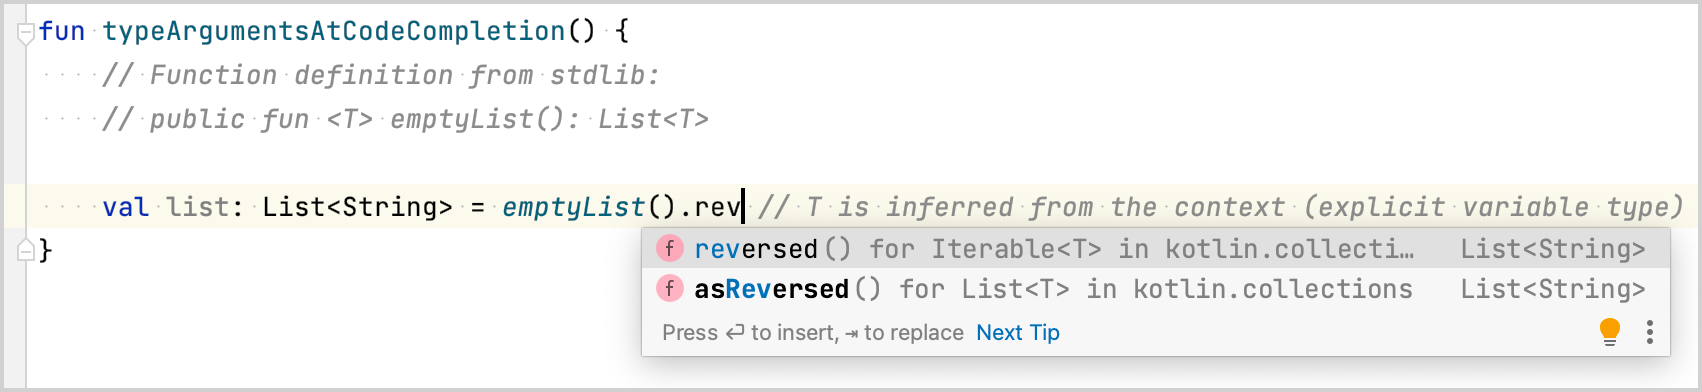 fun typeArgumentsAtCodeCompletion() {
// Function definition from stdlib:
// public fun <T> emptyList(): List<T>
val list: List<String> = emptyList().rev // T is inferred from the context (explicit variable type)
}
f reversed() for Iterable<T> in kotlin.collecti… List<String>
f asReversed() for List<T> in kotlin.collections List<String>
Press ↩ to insert, ⇥ to replace Next Tip